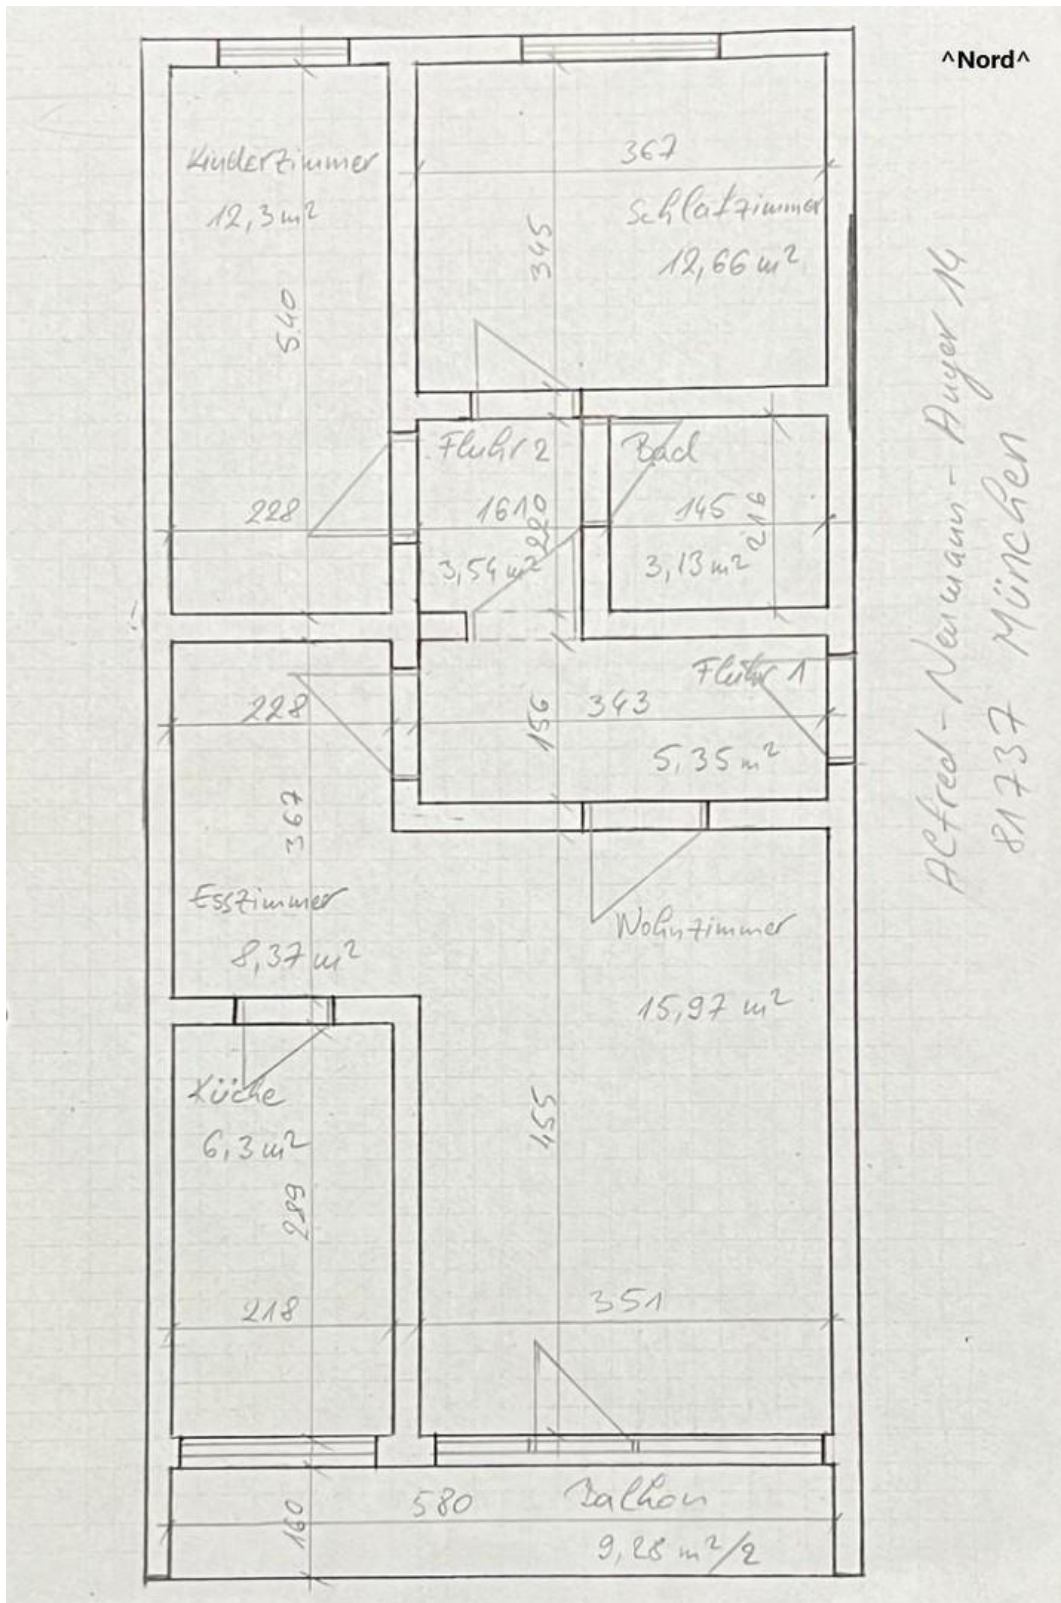 ^Nord^
Kinderzimmer
12,3 m²
540
228
367
Schlafzimmer
12,66 m²
345
Fluhr 2
1610
220
3,54 m²
Bad
145
216
3,13 m²
228
367
Esszimmer
8,37 m²
Fluhr 1
343
156
5,35 m²
Wohnzimmer
15,97 m²
455
351
Küche
6,3 m²
289
218
580
Balkon
160
9,28 m²/2
Alfred-Neumann-Anger 14
81737 München